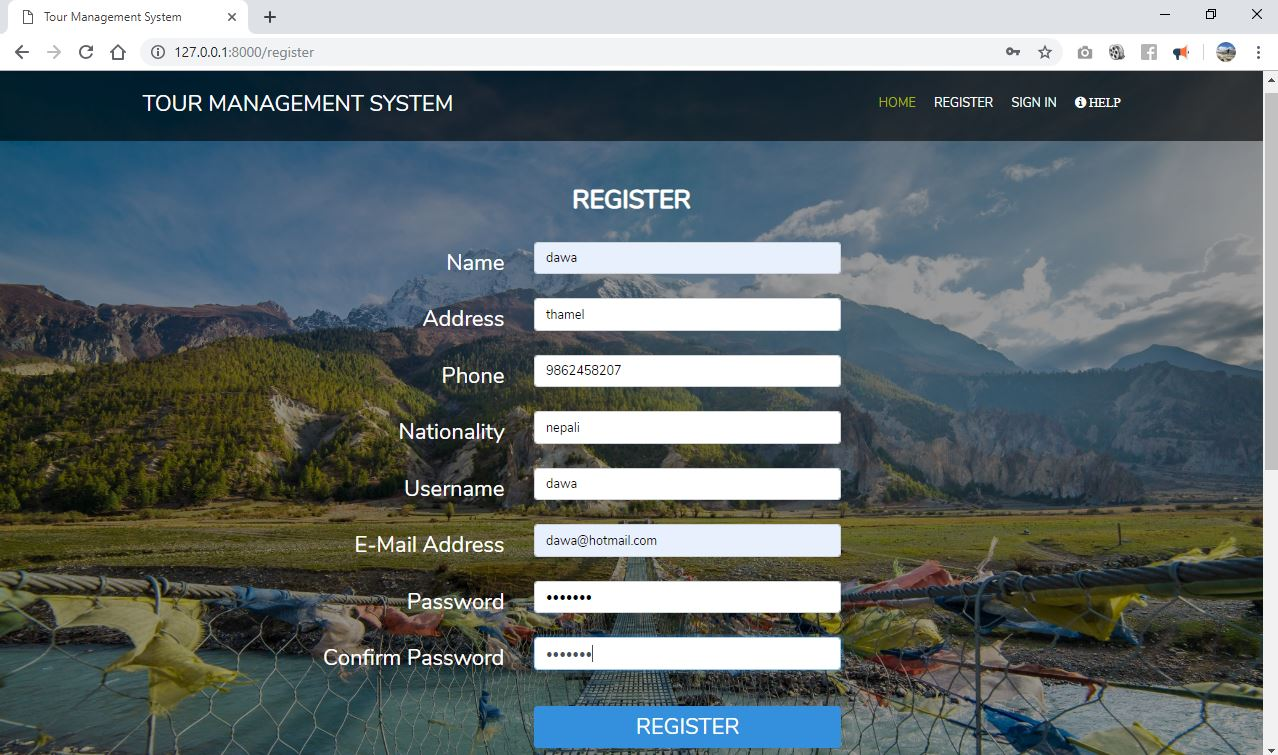 Tour Management System
127.0.0.1:8000/register
TOUR MANAGEMENT SYSTEM
HOME REGISTER SIGN IN HELP
REGISTER
Name dawa
Address thamel
Phone 9862458207
Nationality nepali
Username dawa
E-Mail Address dawa@hotmail.com
Password •••••••
Confirm Password •••••••
REGISTER